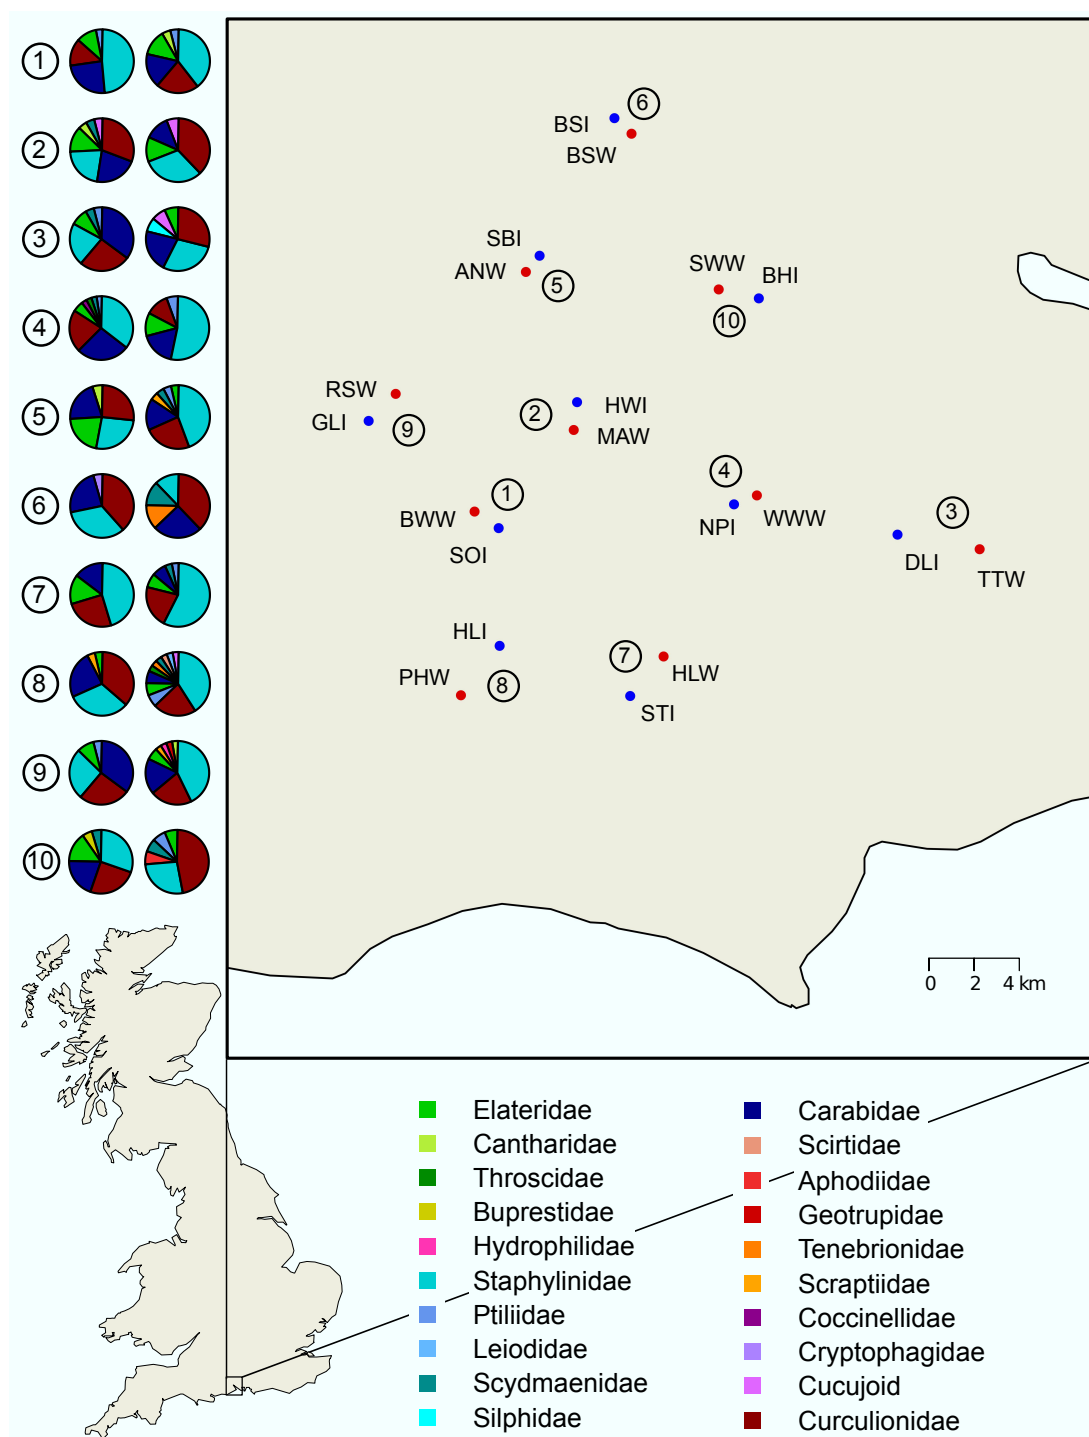 1
2
3
4
5
6
7
8
9
10
BSI
6
BSW
SBI
ANW
5
SWW
BHI
10
RSW
GLI
9
HWI
2
MAW
4
NPI
WWW
1
BWW
SOI
3
DLI
TTW
HLI
PHW
8
7
HLW
STI
0 2 4 km
Elateridae
Cantharidae
Throscidae
Buprestidae
Hydrophilidae
Staphylinidae
Ptiliidae
Leiodidae
Scydmaenidae
Silphidae
Carabidae
Scirtidae
Aphodiidae
Geotrupidae
Tenebrionidae
Scraptiidae
Coccinellidae
Cryptophagidae
Cucujoid
Curculionidae